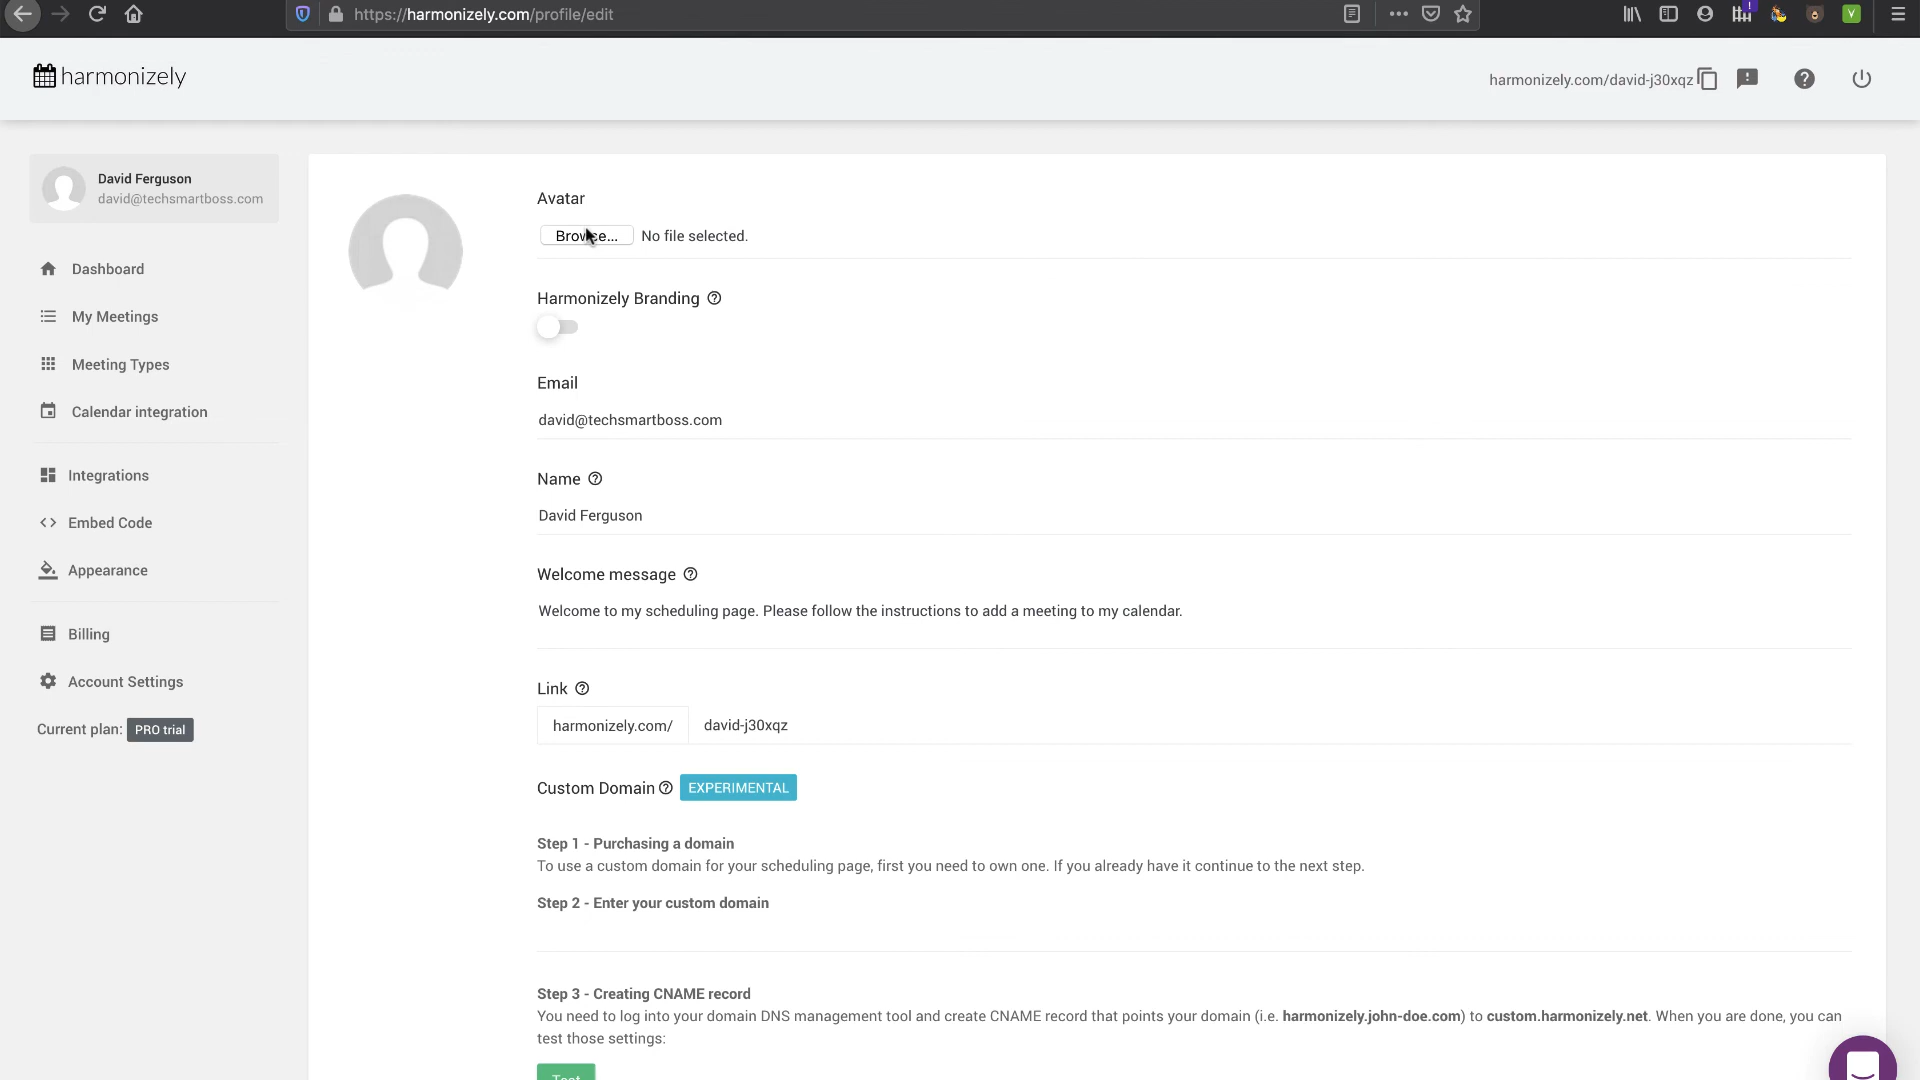 https://harmonizely.com/profile/edit
harmonizely
harmonizely.com/david-j30xqz
David Ferguson
david@techsmartboss.com
Dashboard
My Meetings
Meeting Types
Calendar integration
Integrations
Embed Code
Appearance
Billing
Account Settings
Current plan: PRO trial
Avatar
Browse... No file selected.
Harmonizely Branding
Email
david@techsmartboss.com
Name
David Ferguson
Welcome message
Welcome to my scheduling page. Please follow the instructions to add a meeting to my calendar.
Link
harmonizely.com/ david-j30xqz
Custom Domain EXPERIMENTAL
Step 1 - Purchasing a domain
To use a custom domain for your scheduling page, first you need to own one. If you already have it continue to the next step.
Step 2 - Enter your custom domain
Step 3 - Creating CNAME record
You need to log into your domain DNS management tool and create CNAME record that points your domain (i.e. harmonizely.john-doe.com) to custom.harmonizely.net. When you are done, you can
test those settings:
Test